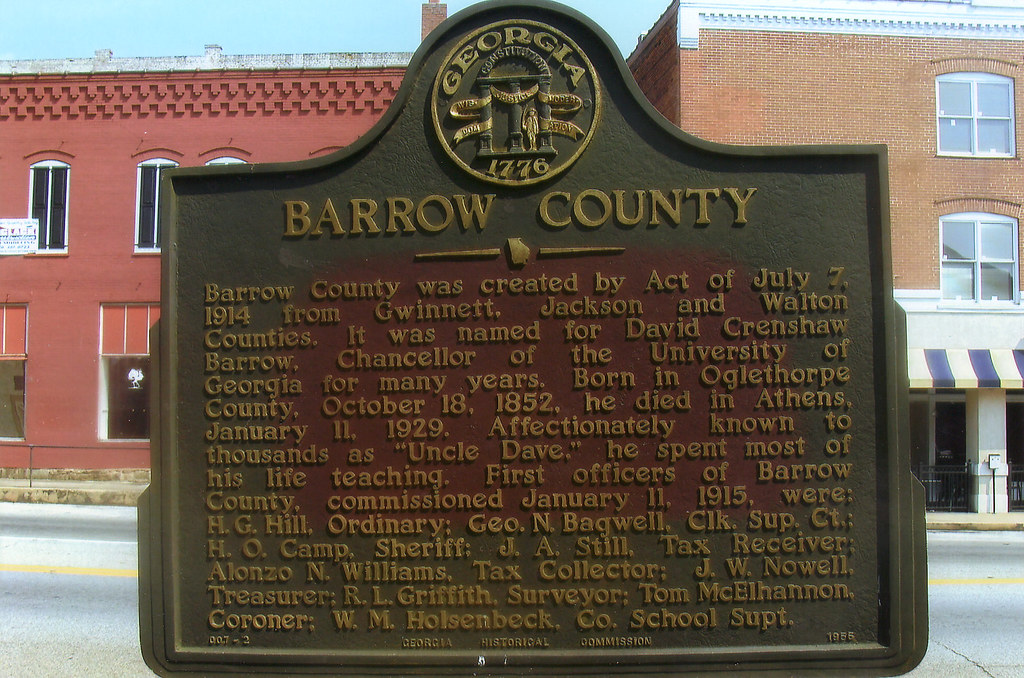 GEORGIA
CONSTITUTION
WISDOM JUSTICE MODERATION
1776
BARROW COUNTY
Barrow County was created by Act of July 7,
1914 from Gwinnett, Jackson and Walton
Counties. It was named for David Crenshaw
Barrow, Chancellor of the University of
Georgia for many years. Born in Oglethorpe
County, October 18, 1852, he died in Athens,
January 11, 1929. Affectionately known to
thousands as "Uncle Dave," he spent most of
his life teaching. First officers of Barrow
County, commissioned January 11, 1915, were:
H. G. Hill, Ordinary; Geo. N. Bagwell, Clk. Sup. Ct.;
H. O. Camp, Sheriff; J. A. Still, Tax Receiver;
Alonzo N. Williams, Tax Collector; J. W. Nowell,
Treasurer; R. L. Griffith, Surveyor; Tom McElhannon,
Coroner; W. M. Holsenbeck, Co. School Supt.
007-2 GEORGIA HISTORICAL COMMISSION 1955